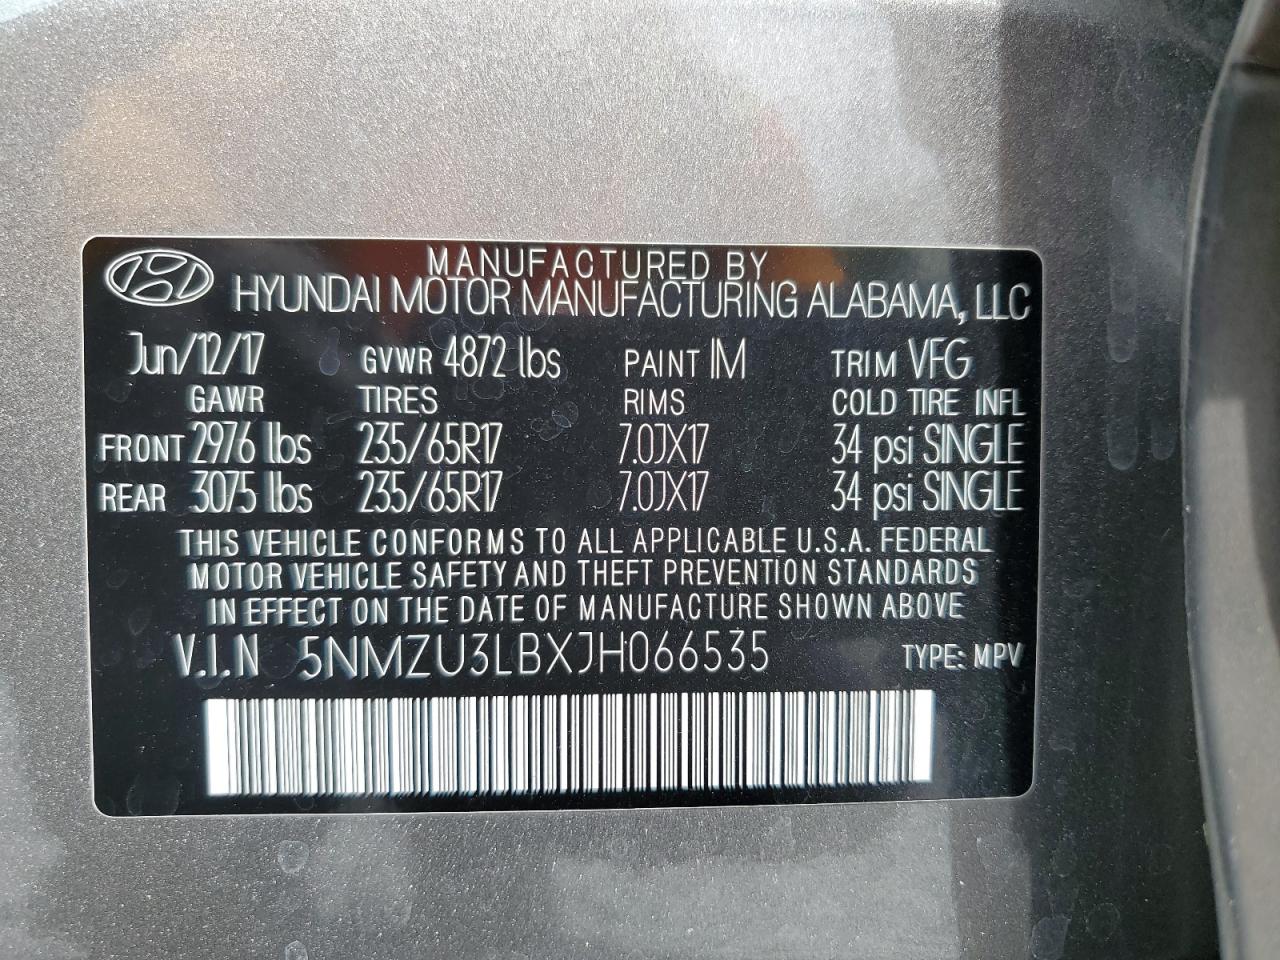 MANUFACTURED BY
HYUNDAI MOTOR MANUFACTURING ALABAMA, LLC
Jun/12/17 GVWR 4872 lbs PAINT IM TRIM VFG
GAWR TIRES RIMS COLD TIRE INFL
FRONT 2976 lbs 235/65R17 7.0JX17 34 psi SINGLE
REAR 3075 lbs 235/65R17 7.0JX17 34 psi SINGLE
THIS VEHICLE CONFORMS TO ALL APPLICABLE U.S.A. FEDERAL
MOTOR VEHICLE SAFETY AND THEFT PREVENTION STANDARDS
IN EFFECT ON THE DATE OF MANUFACTURE SHOWN ABOVE
V.I.N 5NMZU3LBXJH066535 TYPE: MPV